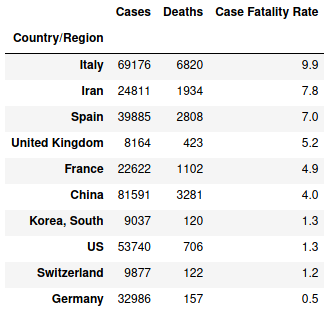 Cases Deaths Case Fatality Rate
Country/Region
Italy 69176 6820 9.9
Iran 24811 1934 7.8
Spain 39885 2808 7.0
United Kingdom 8164 423 5.2
France 22622 1102 4.9
China 81591 3281 4.0
Korea, South 9037 120 1.3
US 53740 706 1.3
Switzerland 9877 122 1.2
Germany 32986 157 0.5